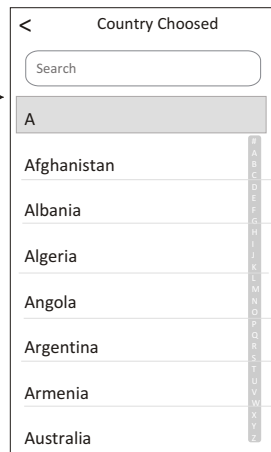 < Country Choosed
Search
A
Afghanistan
Albania
Algeria
Angola
Argentina
Armenia
Australia
#
A
B
C
D
E
F
G
H
I
J
K
L
M
N
O
P
Q
R
S
T
U
V
W
X
Y
Z